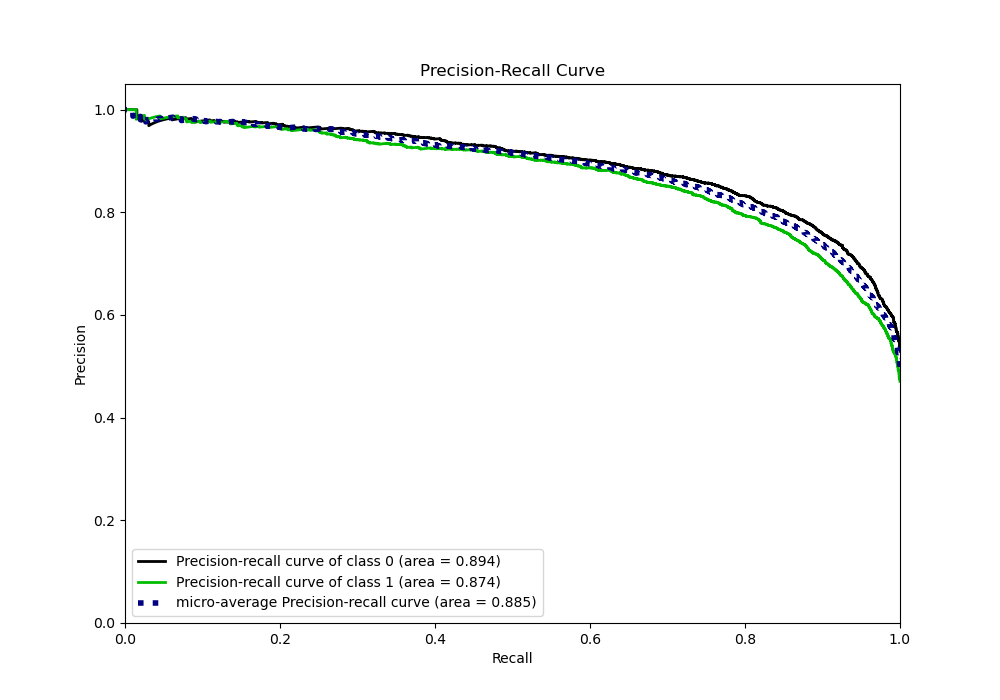 Precision-Recall Curve
1.0
0.8
0.6
0.4
0.2
0.0
Precision
Precision-recall curve of class 0 (area = 0.894)
Precision-recall curve of class 1 (area = 0.874)
micro-average Precision-recall curve (area = 0.885)
0.0 0.2 0.4 0.6 0.8 1.0
Recall